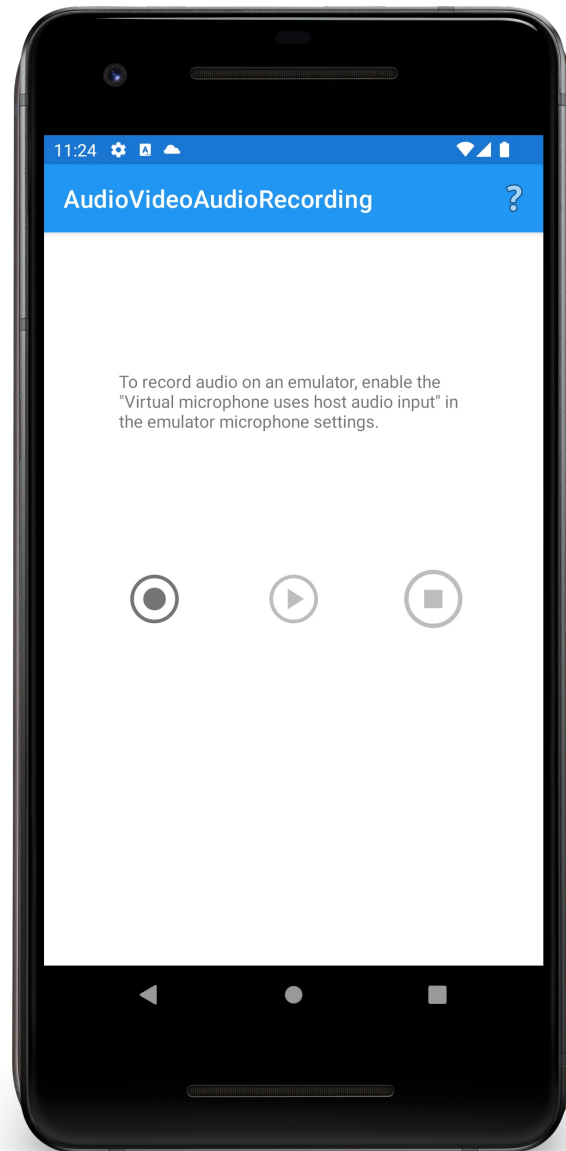 11:24
AudioVideoAudioRecording
?
To record audio on an emulator, enable the
"Virtual microphone uses host audio input" in
the emulator microphone settings.